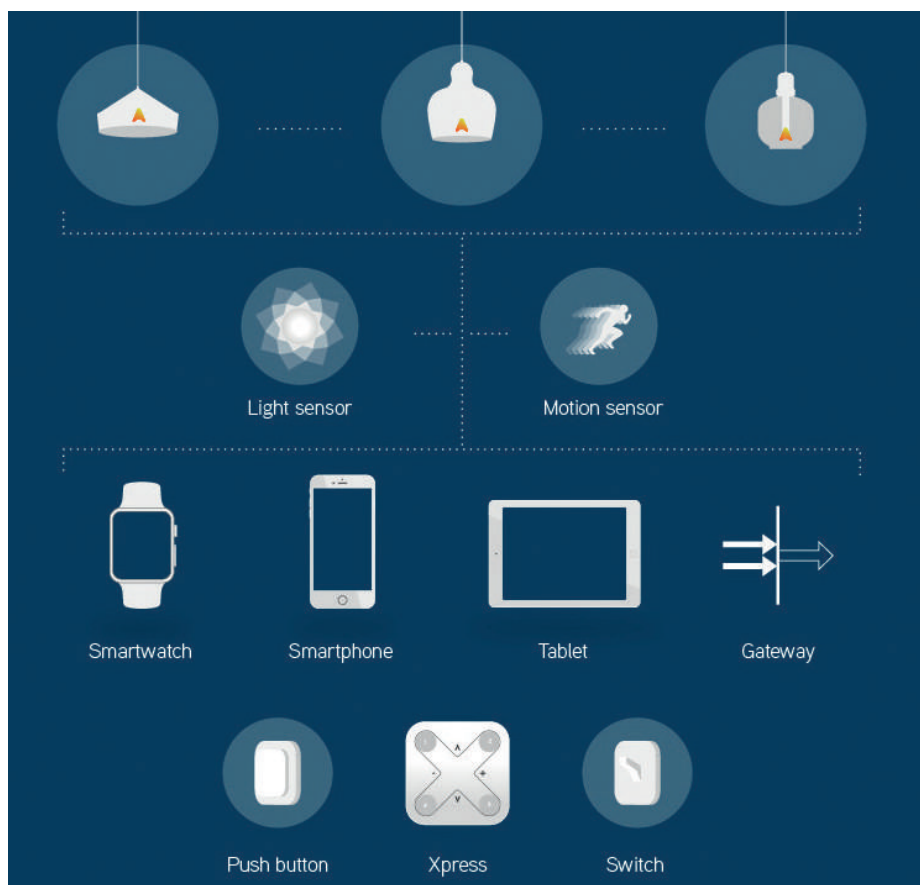 Light sensor
Motion sensor
Smartwatch
Smartphone
Tablet
Gateway
Push button
Xpress
Switch